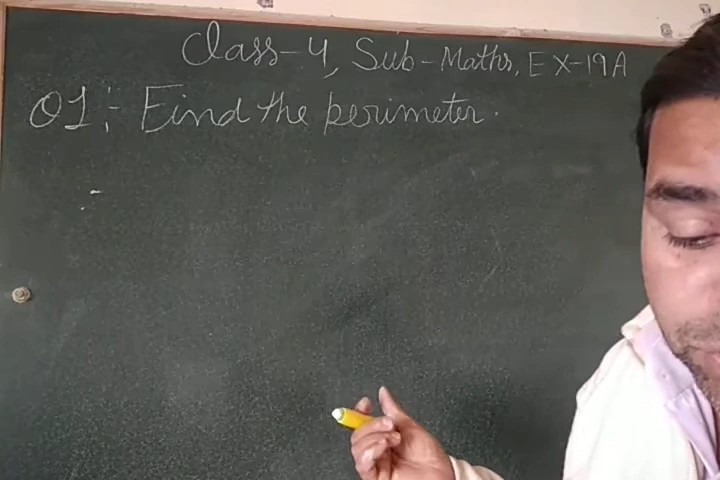 Class-4, Sub-Maths, EX-19A
Q1:- Find the perimeter.